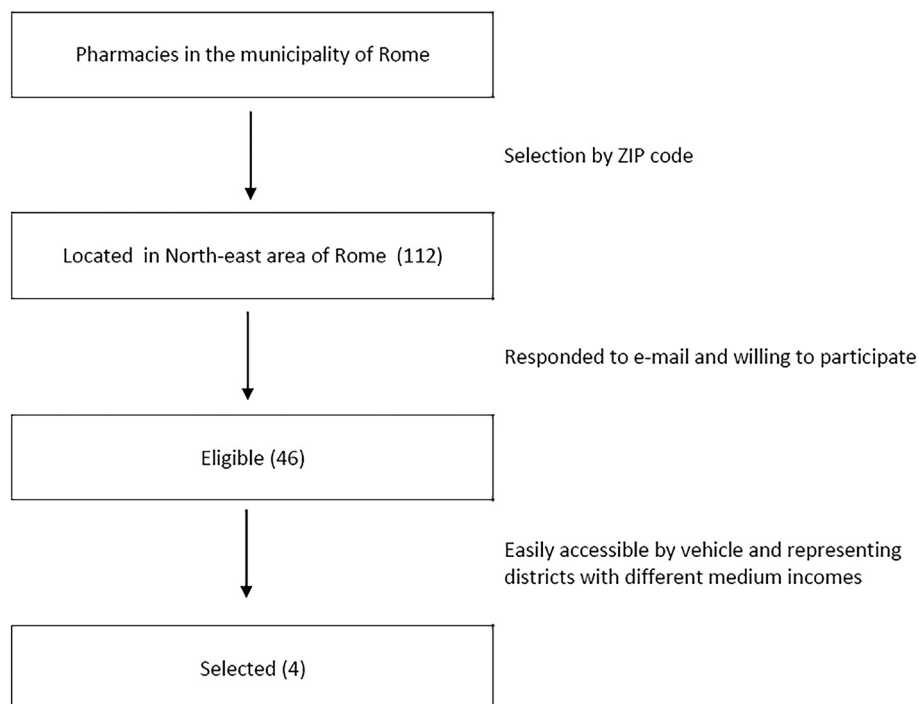 Pharmacies in the municipality of Rome
Selection by ZIP code
Located in North-east area of Rome (112)
Responded to e-mail and willing to participate
Eligible (46)
Easily accessible by vehicle and representing
districts with different medium incomes
Selected (4)